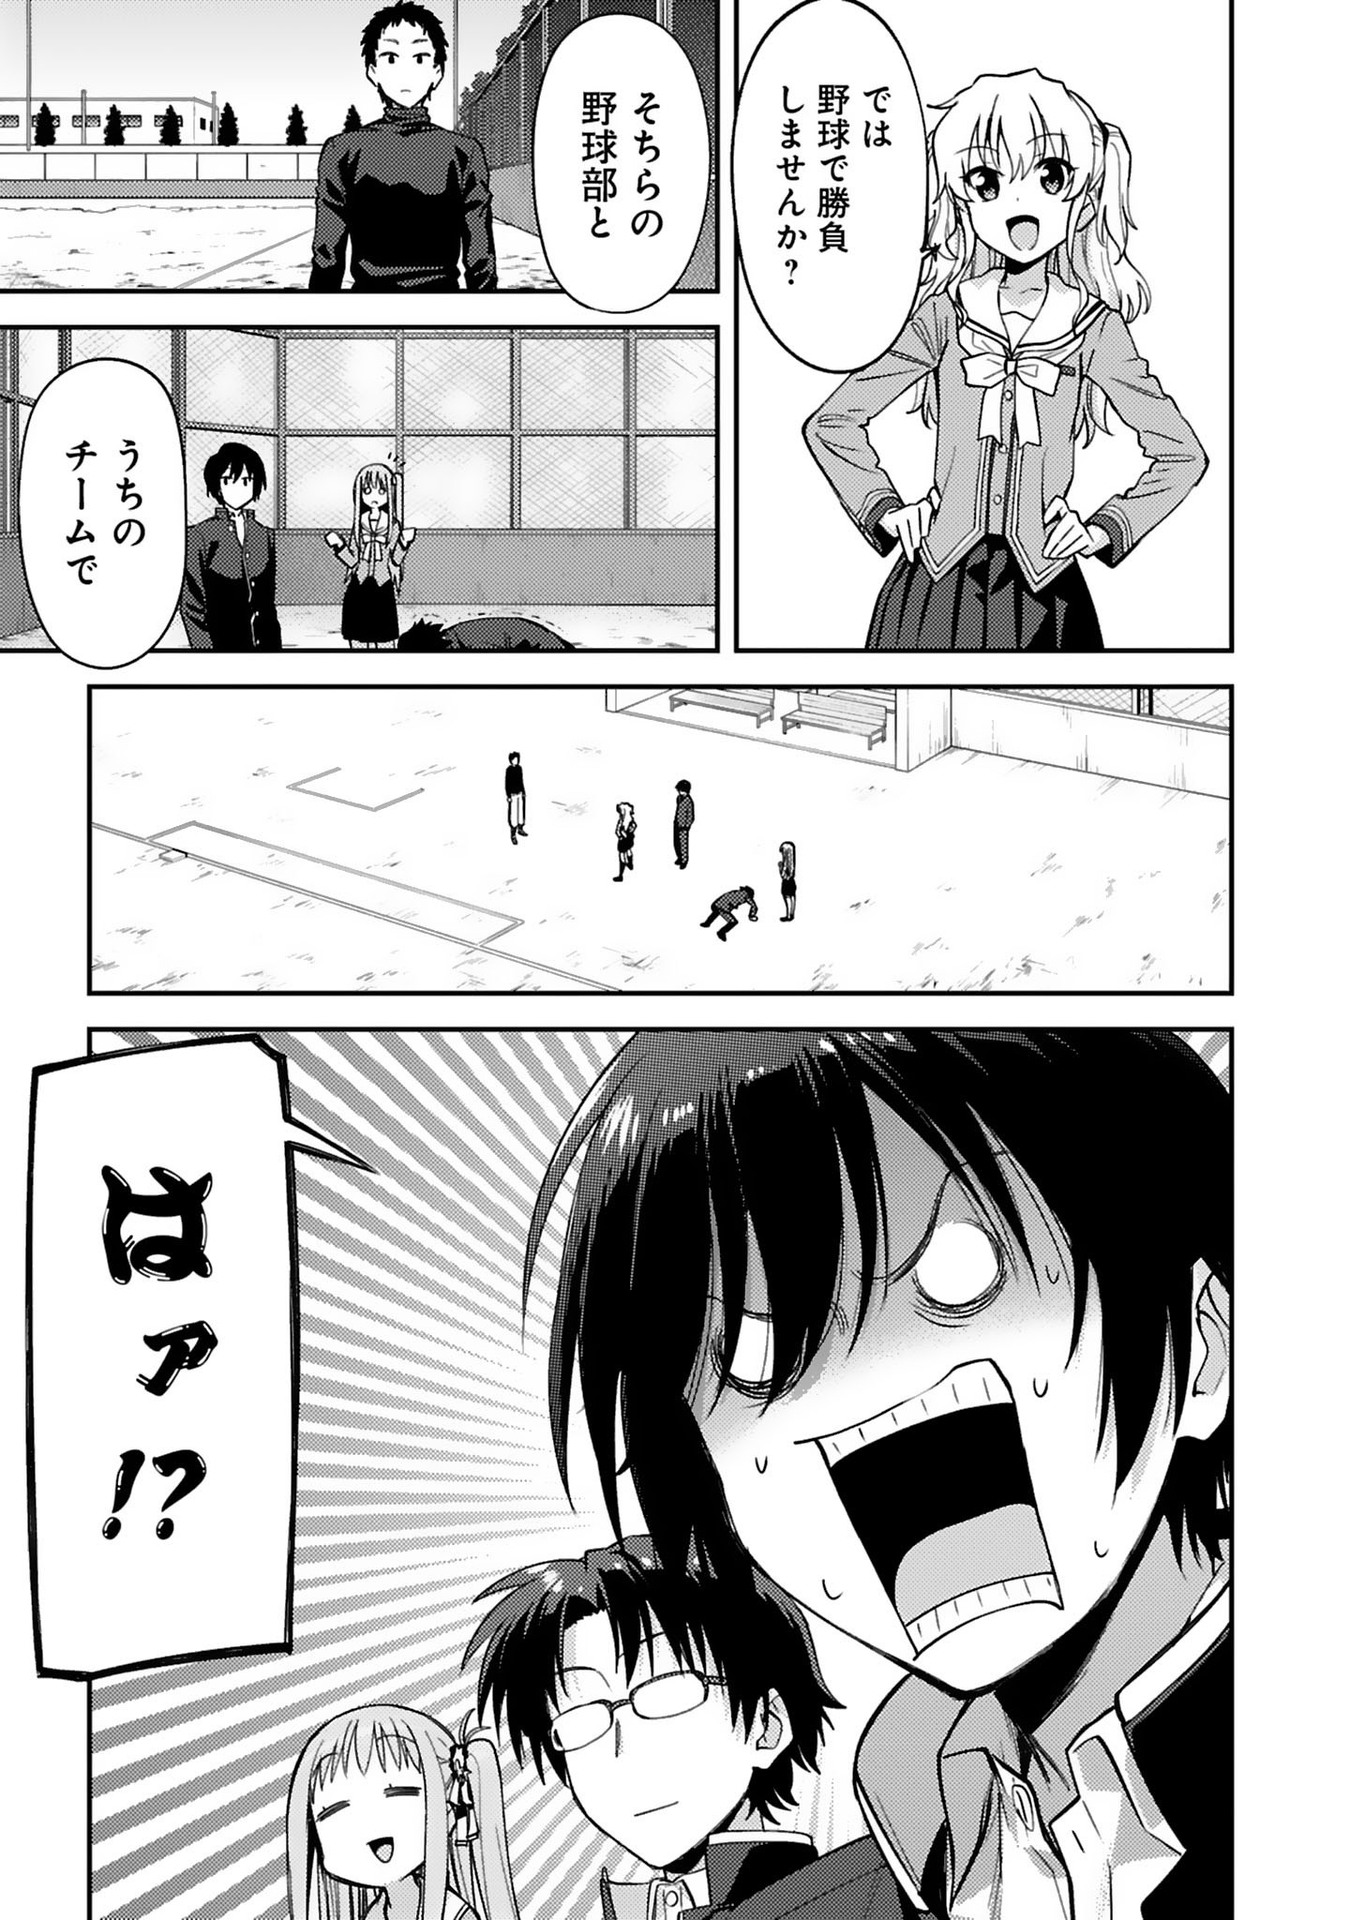 では
野球で勝負
しませんか？
そちらの
野球部と
うちの
チームで
はァ!?